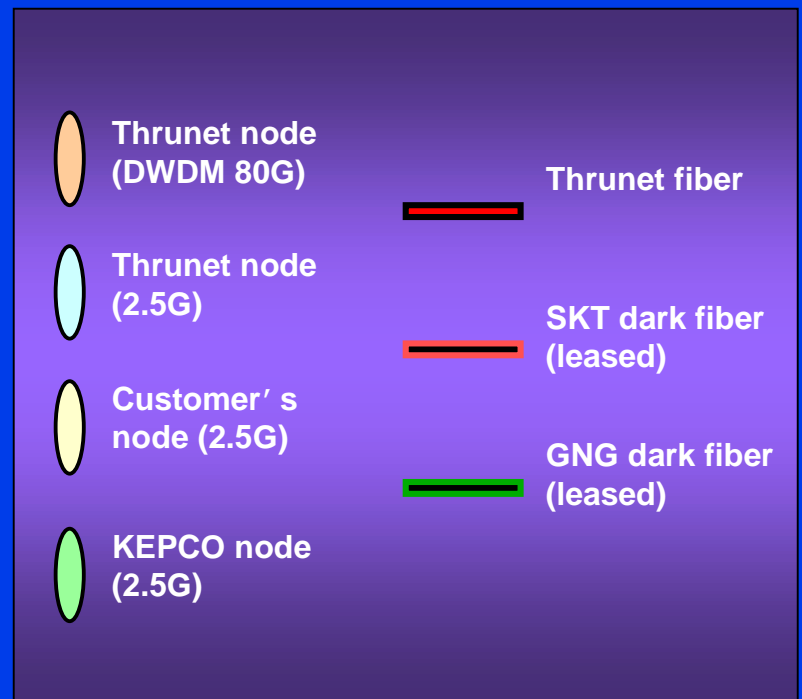 Thrunet node
(DWDM 80G)
Thrunet node
(2.5G)
Customer’ s
node (2.5G)
KEPCO node
(2.5G)
Thrunet fiber
SKT dark fiber
(leased)
GNG dark fiber
(leased)